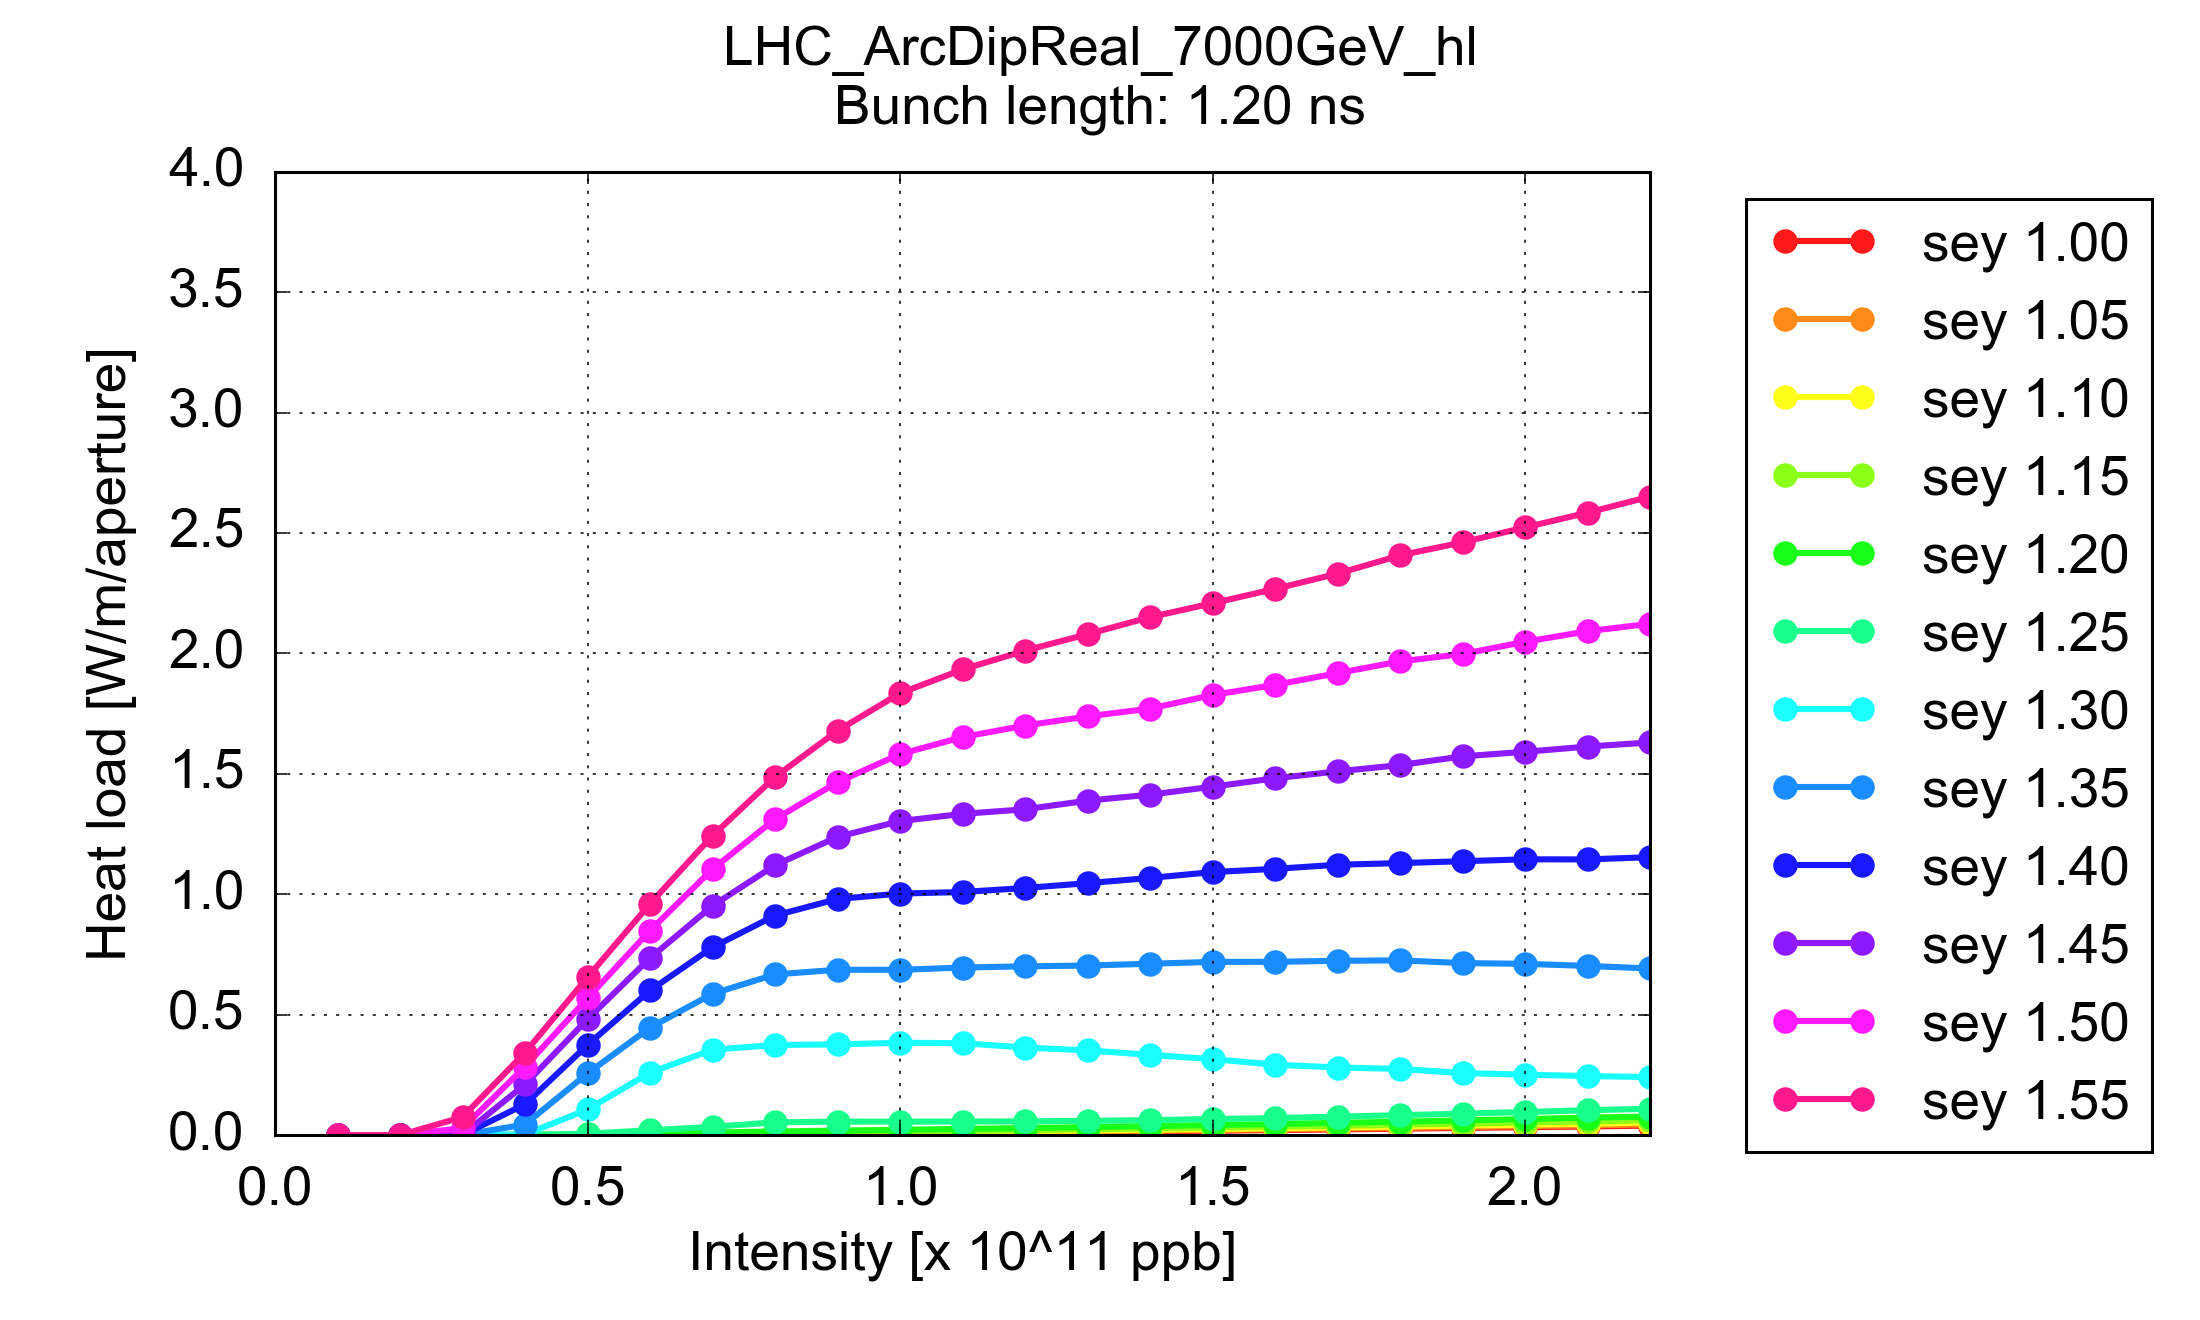 LHC_ArcDipReal_7000GeV_hl
Bunch length: 1.20 ns
4.0
3.5
3.0
2.5
2.0
1.5
1.0
0.5
0.0
Heat load [W/m/aperture]
0.0
0.5
1.0
1.5
2.0
Intensity [x 10^11 ppb]
sey 1.00
sey 1.05
sey 1.10
sey 1.15
sey 1.20
sey 1.25
sey 1.30
sey 1.35
sey 1.40
sey 1.45
sey 1.50
sey 1.55